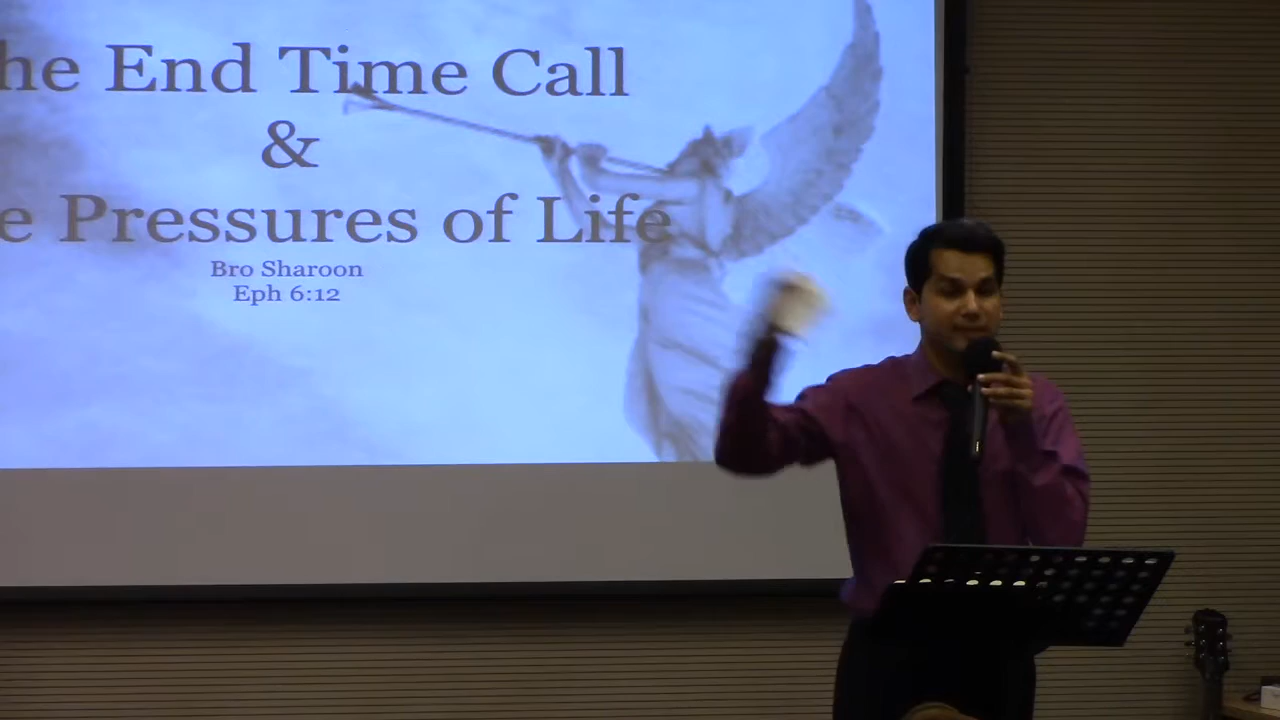 he End Time Call
&
e Pressures of Life
Bro Sharoon
Eph 6:12